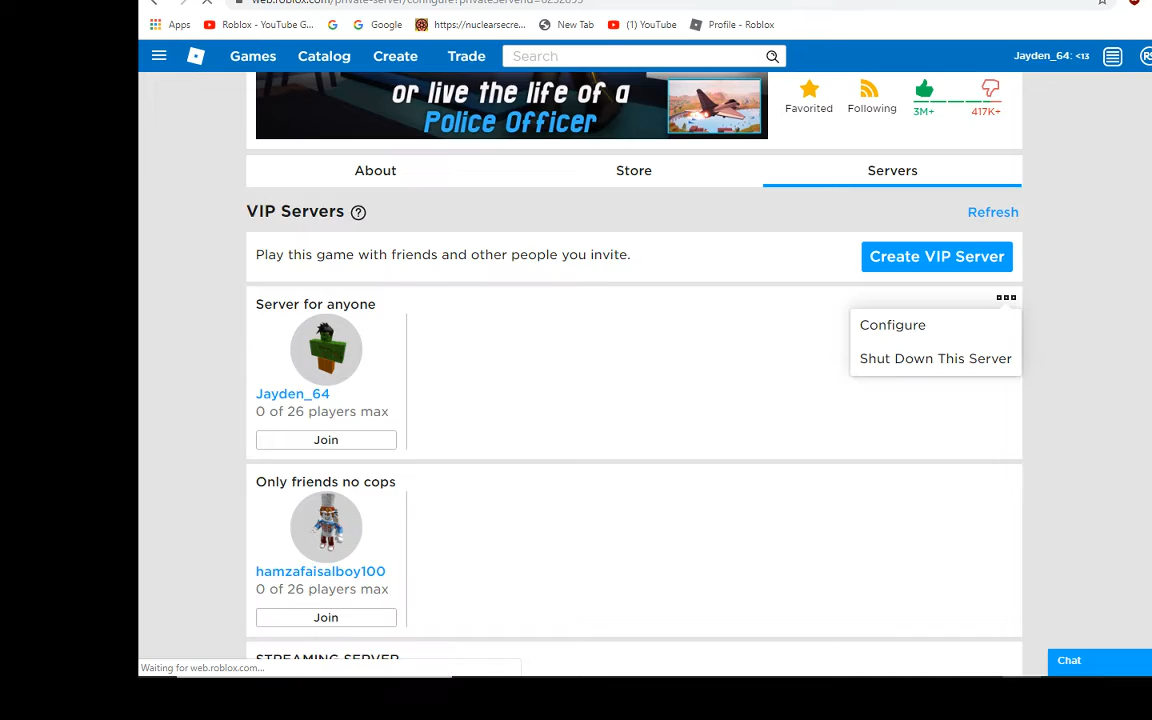 Apps Roblox - YouTube G... Google https://nuclearsecre... New Tab (1) YouTube Profile - Roblox
Games Catalog Create Trade Search Jayden_64: <13
or live the life of a
Police Officer
Favorited Following 3M+ 417K+
About Store Servers
VIP Servers Refresh
Play this game with friends and other people you invite. Create VIP Server
Server for anyone
Configure
Shut Down This Server
Jayden_64
0 of 26 players max
Join
Only friends no cops
hamzafaisalboy100
0 of 26 players max
Join
STREAMING SERVER
Waiting for web.roblox.com...
Chat